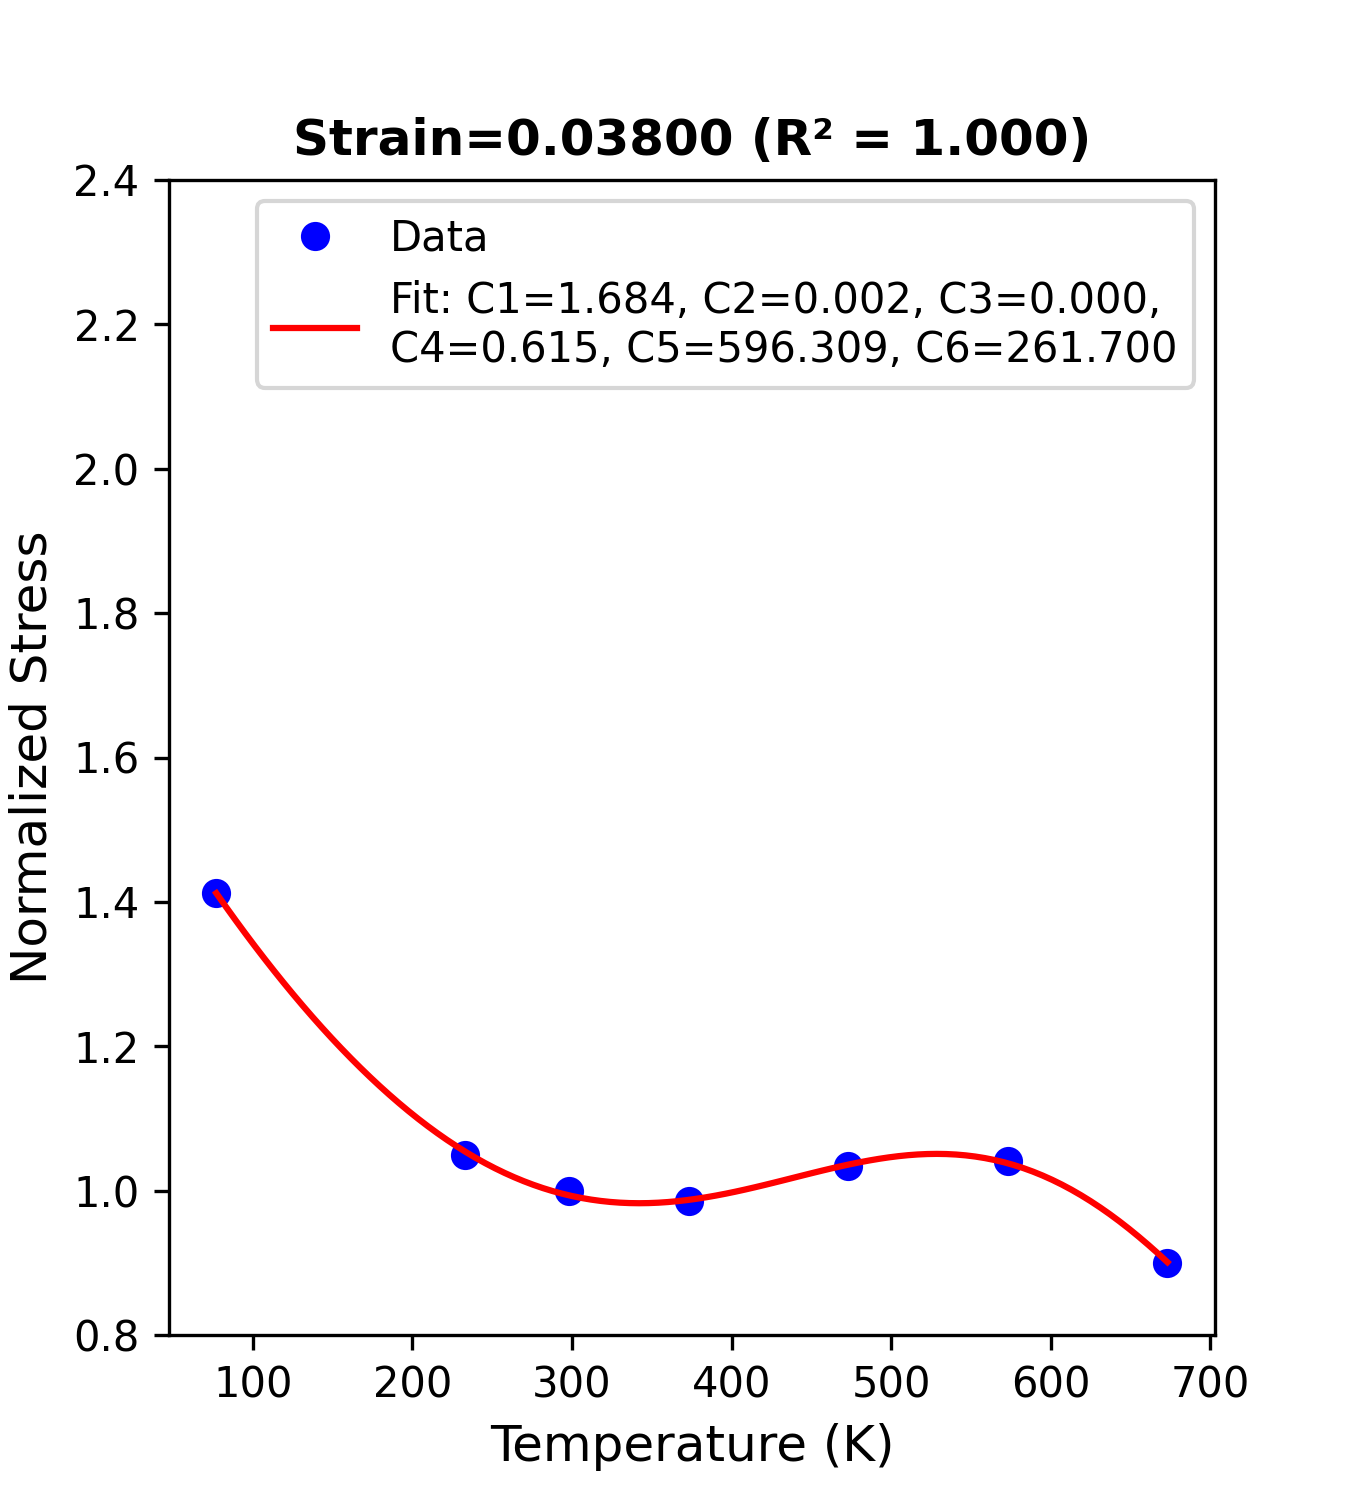 Strain=0.03800 (R² = 1.000)
Data
Fit: C1=1.684, C2=0.002, C3=0.000,
C4=0.615, C5=596.309, C6=261.700
Normalized Stress
2.4
2.2
2.0
1.8
1.6
1.4
1.2
1.0
0.8
100 200 300 400 500 600 700
Temperature (K)